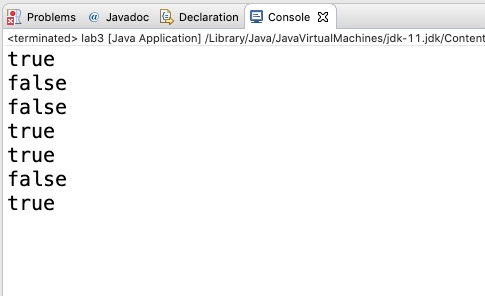 Problems @ Javadoc Declaration Console
<terminated> lab3 [Java Application] /Library/Java/JavaVirtualMachines/jdk-11.jdk/Content
true
false
false
true
true
false
true